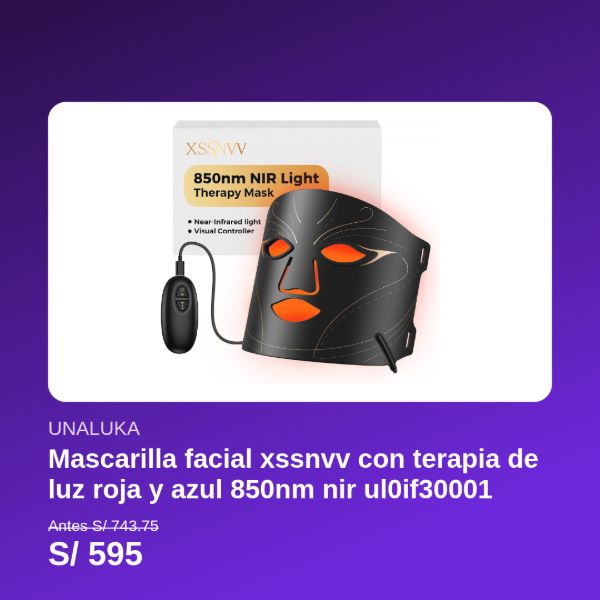 XSSNVV
850nm NIR Light
Therapy Mask
• Near-Infrared light
• Visual Controller
UNALUKA
Mascarilla facial xssnvv con terapia de
luz roja y azul 850nm nir ul0if30001
Antes S/ 743.75
S/ 595